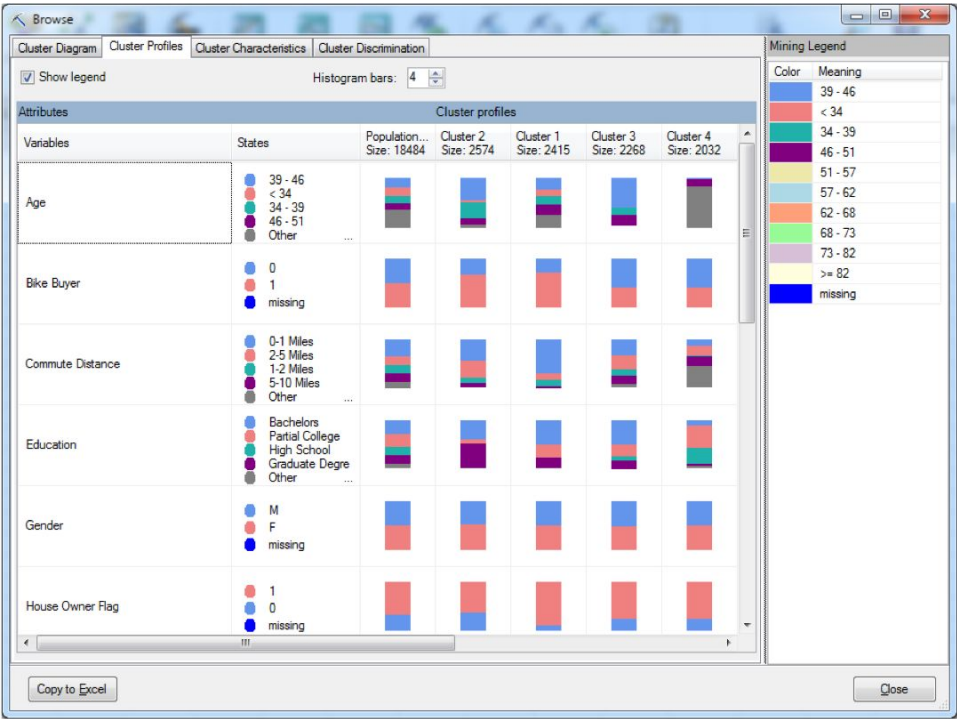 Browse
Cluster Diagram Cluster Profiles Cluster Characteristics Cluster Discrimination
Mining Legend
Show legend
Histogram bars: 4
Color Meaning
39 - 46
< 34
34 - 39
46 - 51
51 - 57
57 - 62
62 - 68
68 - 73
73 - 82
>= 82
missing
Attributes Cluster profiles
Variables States Population... Cluster 2 Cluster 1 Cluster 3 Cluster 4
Size: 18484 Size: 2574 Size: 2415 Size: 2268 Size: 2032
Age
39 - 46
< 34
34 - 39
46 - 51
Other ...
Bike Buyer
0
1
missing
Commute Distance
0-1 Miles
2-5 Miles
1-2 Miles
5-10 Miles
Other ...
Education
Bachelors
Partial College
High School
Graduate Degre
Other ...
Gender
M
F
missing
House Owner Flag
1
0
missing
Copy to Excel
Close